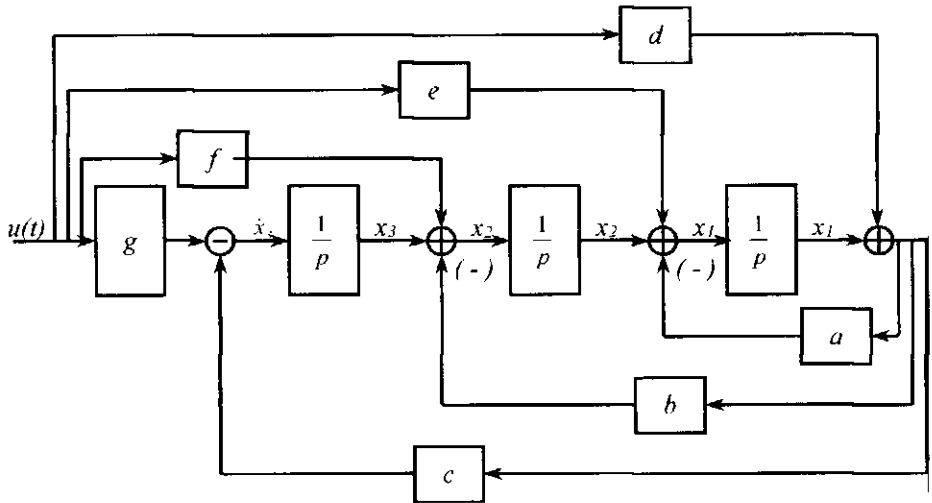 d
e
f
u(t) g − ẋ₃ 1/p x₃ x₂ 1/p x₂ x₁ 1/p x₁
(-) (-)
a
b
c